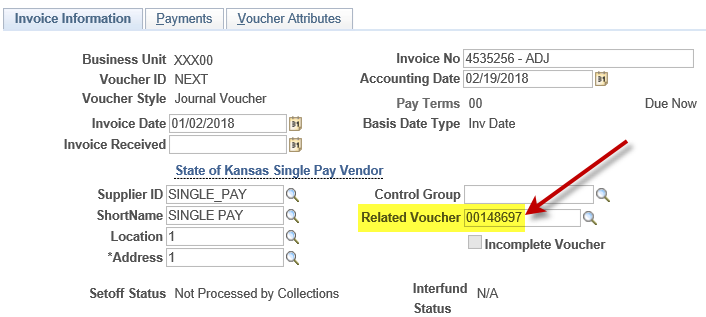 Invoice Information Payments Voucher Attributes
Business Unit XXX00 Invoice No 4535256 - ADJ
Voucher ID NEXT Accounting Date 02/19/2018
Voucher Style Journal Voucher Pay Terms 00 Due Now
Invoice Date 01/02/2018 Basis Date Type Inv Date
Invoice Received
State of Kansas Single Pay Vendor
Supplier ID SINGLE_PAY Control Group
ShortName SINGLE PAY Related Voucher 00148697
Location 1 Incomplete Voucher
*Address 1
Setoff Status Not Processed by Collections Interfund Status N/A